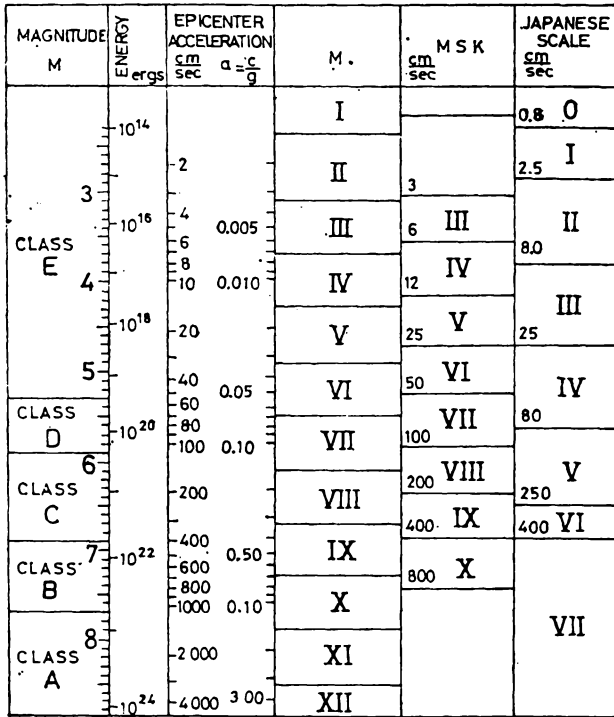 MAGNITUDE M
ENERGY ergs
EPICENTER ACCELERATION cm/sec a = c/g
M.
MSK cm/sec
JAPANESE SCALE cm/sec
3
4
5
6
7
8
CLASS E
CLASS D
CLASS C
CLASS B
CLASS A
10^14
10^16
10^18
10^20
10^22
10^24
2
4
6 0.005
8
10 0.010
20
40
60 0.05
80
100 0.10
200
400
600 0.50
800
1000 0.10
2 000
4 000 3 00
I
II
III
IV
V
VI
VII
VIII
IX
X
XI
XII
3
6 III
12 IV
25 V
50 VI
100 VII
200 VIII
400 IX
800 X
0.8 O
2.5 I
8.0 II
25 III
80 IV
250 V
400 VI
VII